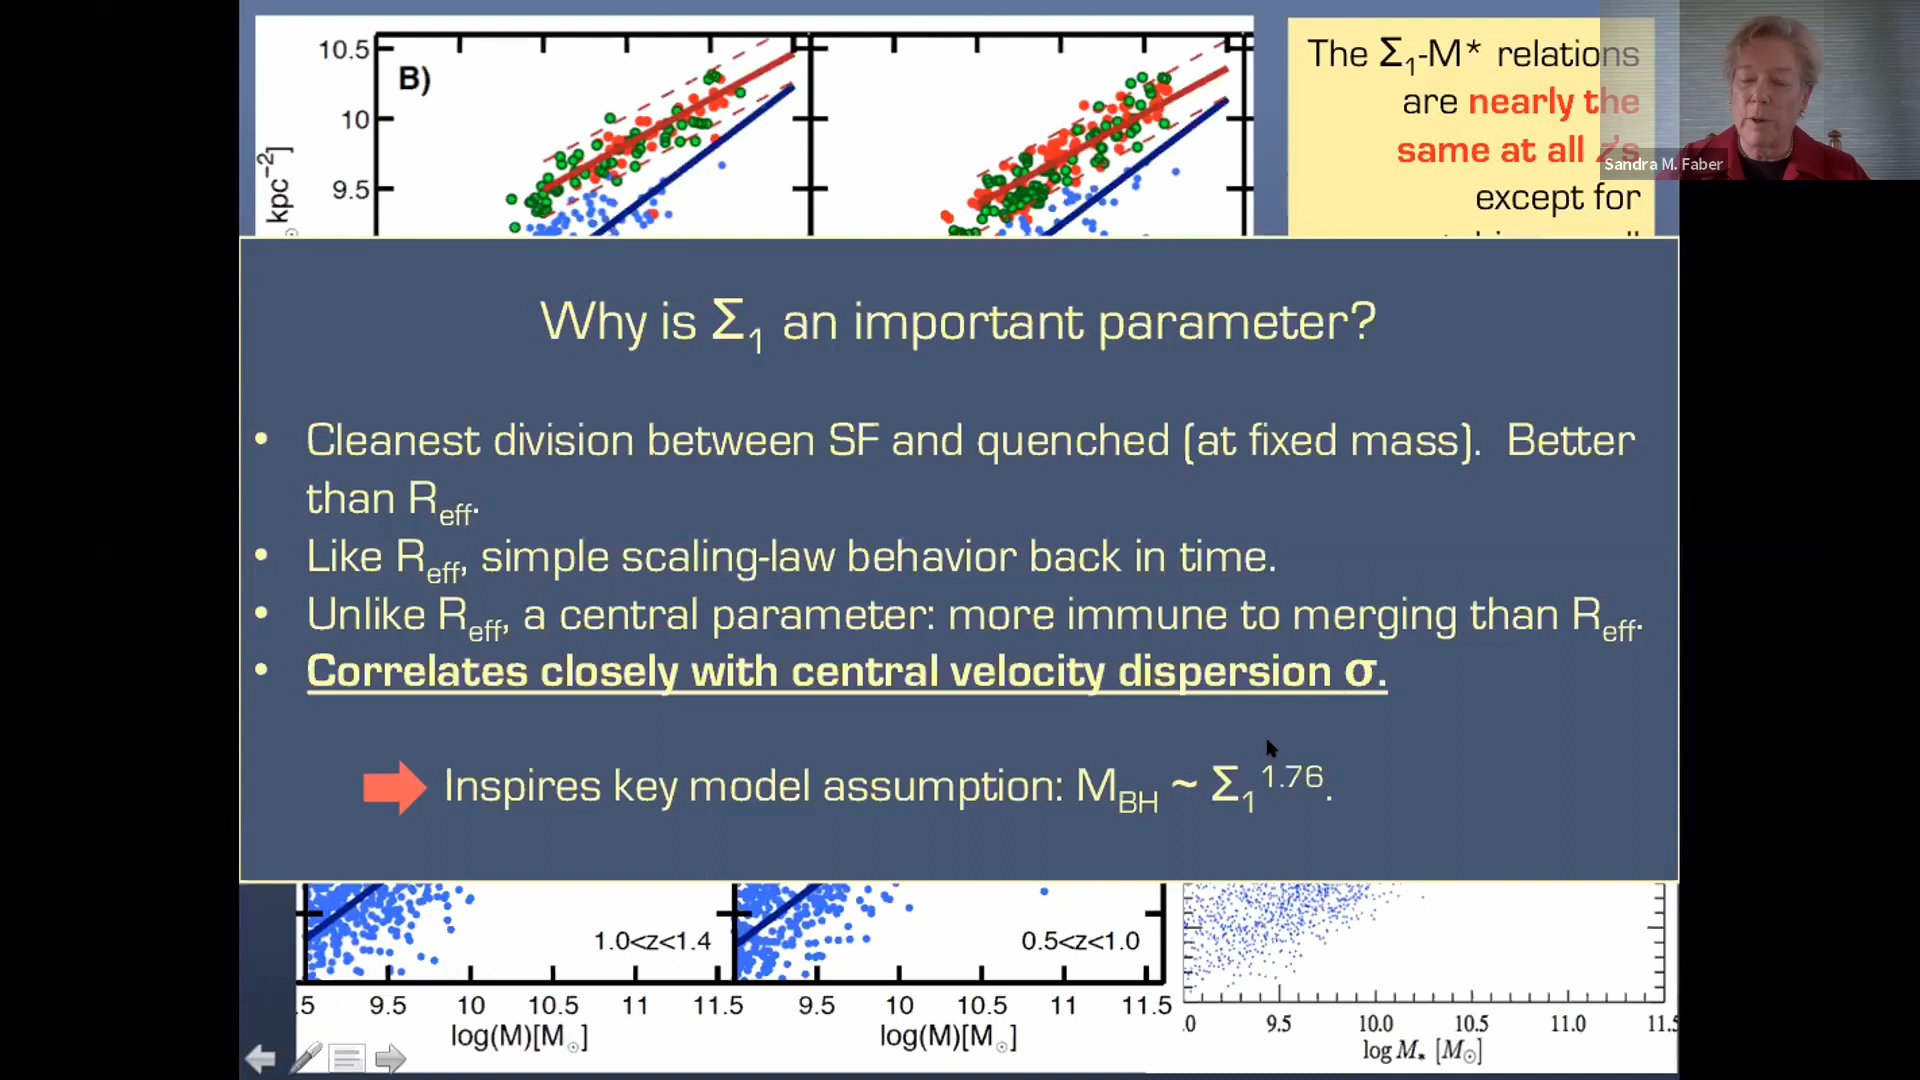 10.5
B)
10
9.5
kpc⁻²]
The Σ₁-M* relations
are nearly the
same at all z's
except for
Sandra M. Faber
Why is Σ₁ an important parameter?
• Cleanest division between SF and quenched (at fixed mass). Better
than R_eff.
• Like R_eff, simple scaling-law behavior back in time.
• Unlike R_eff, a central parameter: more immune to merging than R_eff.
• Correlates closely with central velocity dispersion σ.
Inspires key model assumption: M_BH ~ Σ₁^1.76.
1.0<z<1.4
0.5<z<1.0
.5 9.5 10 10.5 11 11.5 9.5 10 10.5 11 11.5
.0 9.5 10.0 10.5 11.0 11.5
log(M)[M☉]
log(M)[M☉]
log M* [M☉]